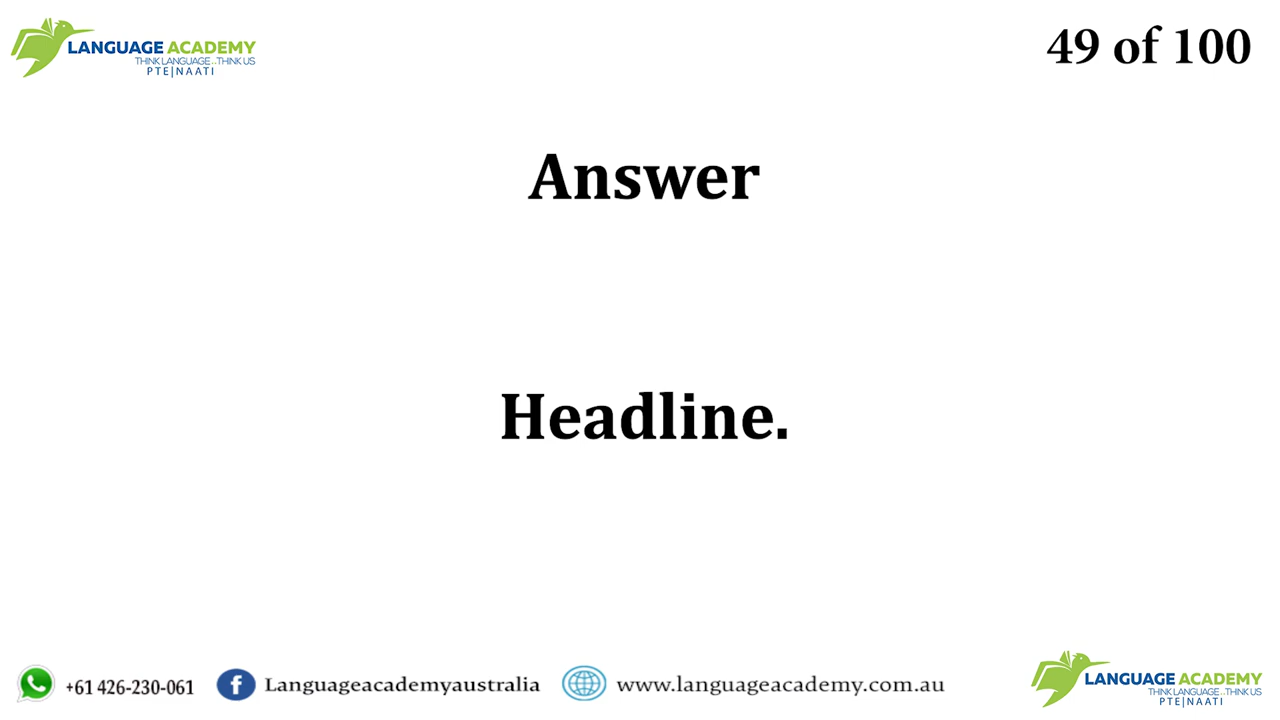 LANGUAGE ACADEMY
THINK LANGUAGE...THINK US
PTE|NAATI
49 of 100
Answer
Headline.
+61 426-230-061
f Languageacademyaustralia
www.languageacademy.com.au
LANGUAGE ACADEMY
THINK LANGUAGE...THINK US
PTE|NAATI